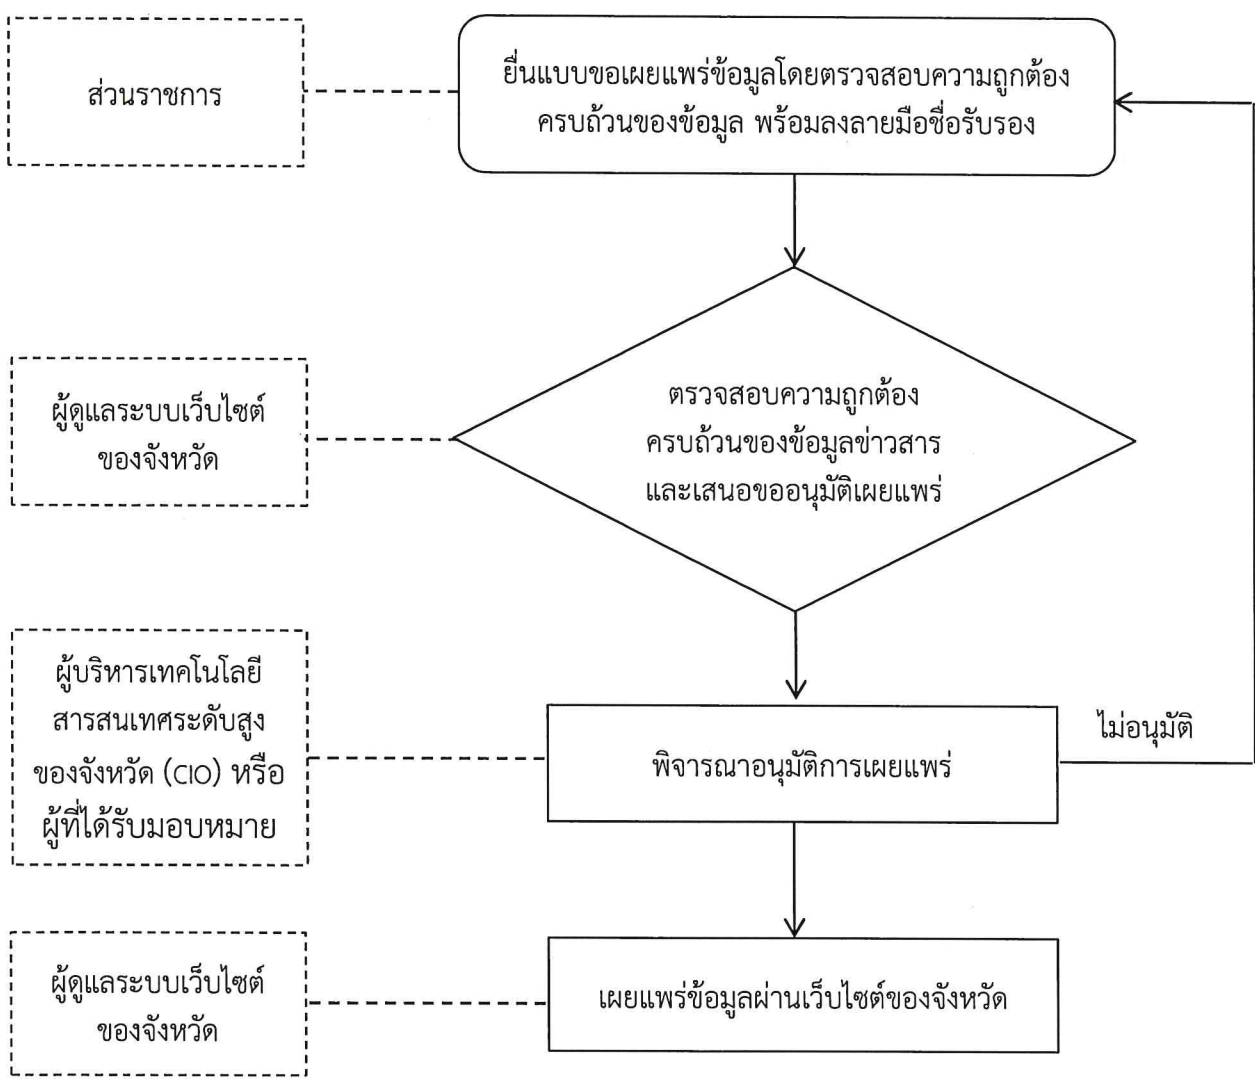 ส่วนราชการ
ยื่นแบบขอเผยแพร่ข้อมูลโดยตรวจสอบความถูกต้อง
ครบถ้วนของข้อมูล พร้อมลงลายมือชื่อรับรอง
ผู้ดูแลระบบเว็บไซต์
ของจังหวัด
ตรวจสอบความถูกต้อง
ครบถ้วนของข้อมูลข่าวสาร
และเสนอขออนุมัติเผยแพร่
ผู้บริหารเทคโนโลยี
สารสนเทศระดับสูง
ของจังหวัด (CIO) หรือ
ผู้ที่ได้รับมอบหมาย
พิจารณาอนุมัติการเผยแพร่
ไม่อนุมัติ
ผู้ดูแลระบบเว็บไซต์
ของจังหวัด
เผยแพร่ข้อมูลผ่านเว็บไซต์ของจังหวัด